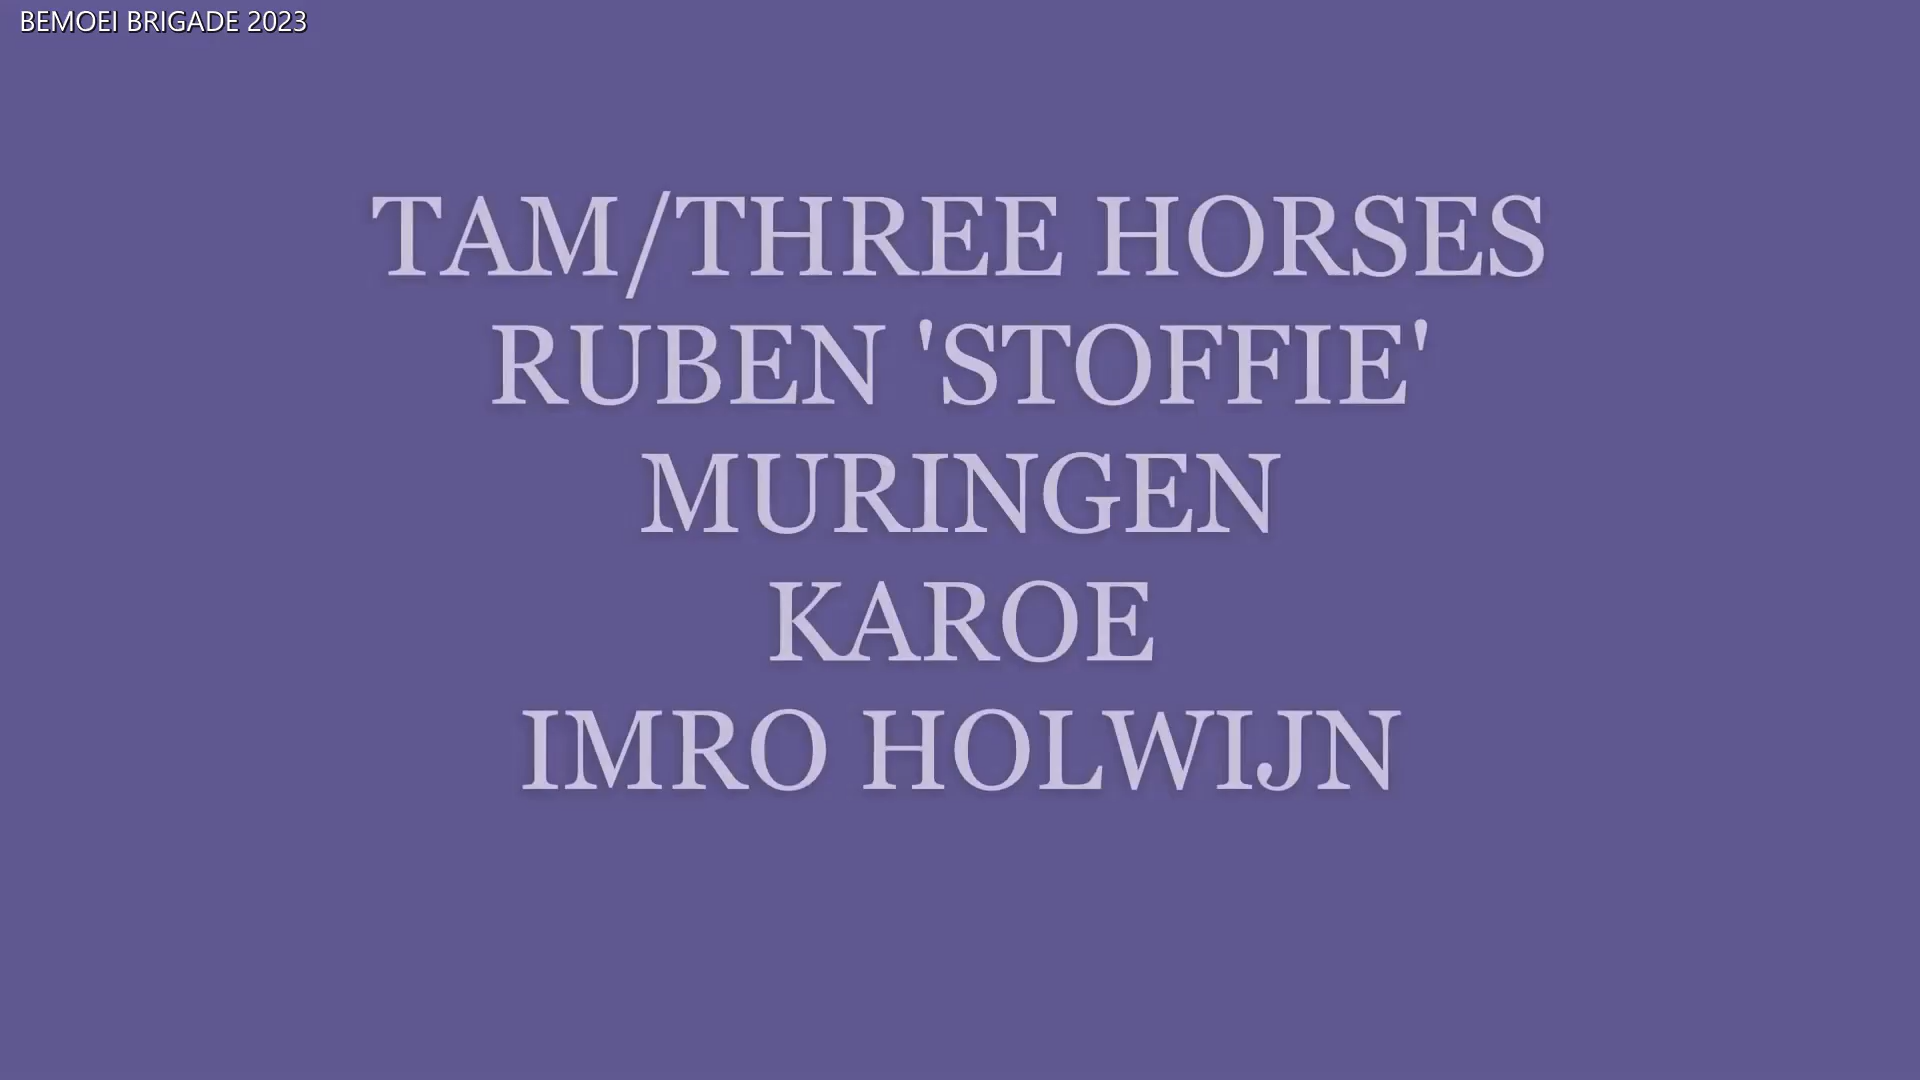 BEMOEI BRIGADE 2023
TAM/THREE HORSES
RUBEN 'STOFFIE'
MURINGEN
KAROE
IMRO HOLWIJN